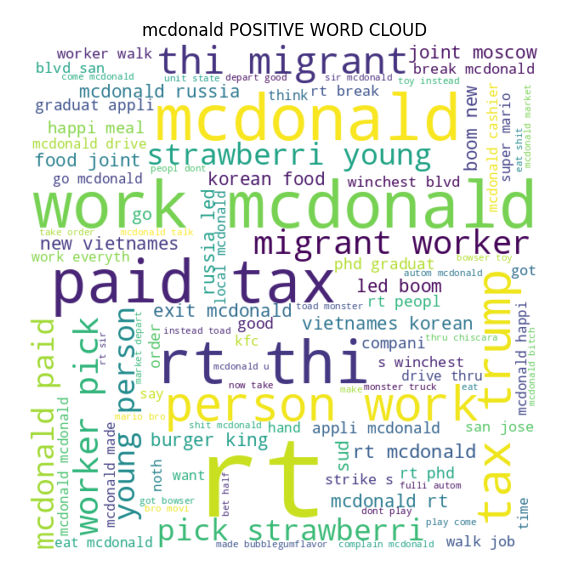 mcdonald POSITIVE WORD CLOUD
worker walk
thi migrant
joint moscow
blvd san
come mcdonald
unit state
depart good
sir mcdonald
toy instead
break mcdonald
mcdonald russia
think
rt break
graduat appli
mcdonald
boom new
mcdonald cashier
super mario
eat shit
mcdonald market
happi meal
mcdonald drive
strawberri young
food joint
peopl dont
go mcdonald
korean food
winchest blvd
work mcdonald
russia led
local mcdonald
go
take order
mcdonald talk
new vietnames
migrant worker
work everyth
phd graduat
bowser toy
paid tax
led boom
autom mcdonald
got
rt peopl
exit mcdonald
toad monster
vietnames korean
mcdonald paid
mcdonald mcdonald
worker pick
rt sir
young person
market depart
order
instead toad
good
kfc
compani
thru chiscara
tax trump
mcdonald happi
mcdonald bitch
rt thi
s winchest
drive thru
mcdonald u
now take
monster truck
eat
say
make
person work
mario bro
shit mcdonald
hand
appli mcdonald
san jose
mcdonald made
burger king
rt
sud
rt mcdonald
noth
want
bet half
strike s
rt phd
fulli autom
got bowser
bro movi
mcdonald rt
dont play
time
pick strawberri
play come
eat mcdonald
made bubblegumflavor
complain mcdonald
walk job